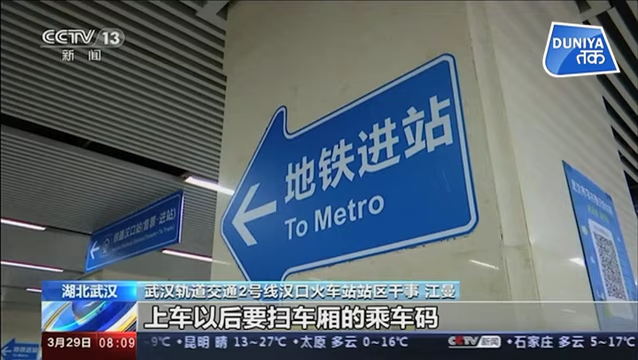 CCTV 13
新闻
DUNIYA
तक
地铁进站
To Metro
湖北武汉
武汉轨道交通2号线汉口火车站站区干事 江曼
上车以后要扫车厢的乘车码
3月29日 08:09
-9℃ ·昆明 晴 13~27℃ ·太原 多云 0~16℃
CCTV 新闻
·石家庄 多云 5~17℃